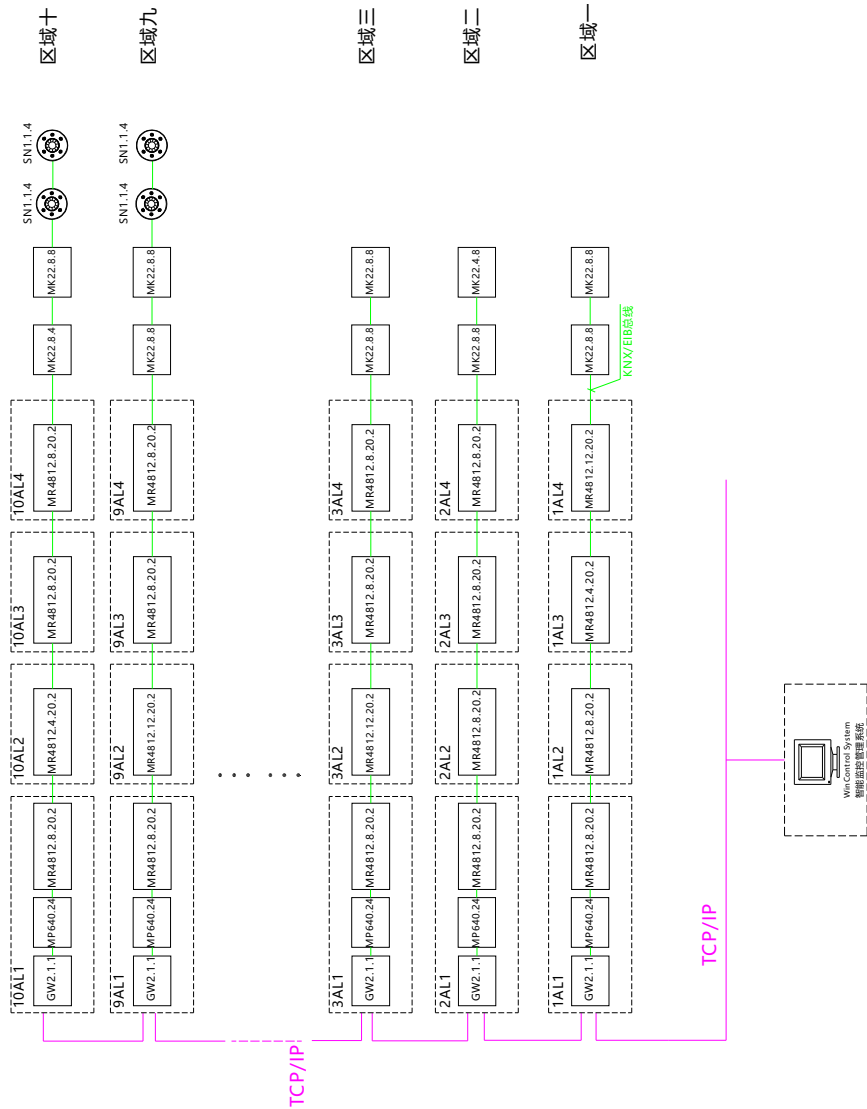 区域十
10AL1
GW2.1.1
MP640.24
MR4812.8.20.2
10AL2
MR4812.4.20.2
10AL3
MR4812.8.20.2
10AL4
MR4812.8.20.2
MK22.8.4
MK22.8.8
SN1.1.4
SN1.1.4
区域九
9AL1
GW2.1.1
MP640.24
MR4812.8.20.2
9AL2
MR4812.12.20.2
9AL3
MR4812.8.20.2
9AL4
MR4812.8.20.2
MK22.8.8
MK22.8.8
SN1.1.4
SN1.1.4
TCP/IP
区域三
3AL1
GW2.1.1
MP640.24
MR4812.8.20.2
3AL2
MR4812.12.20.2
3AL3
MR4812.8.20.2
3AL4
MR4812.8.20.2
MK22.8.8
MK22.8.8
区域二
2AL1
GW2.1.1
MP640.24
MR4812.8.20.2
2AL2
MR4812.8.20.2
2AL3
MR4812.8.20.2
2AL4
MR4812.8.20.2
MK22.8.8
MK22.4.8
区域一
1AL1
GW2.1.1
MP640.24
MR4812.8.20.2
1AL2
MR4812.8.20.2
1AL3
MR4812.4.20.2
1AL4
MR4812.12.20.2
MK22.8.8
MK22.8.8
KNX/EIB总线
TCP/IP
WinControl System
智能监控管理系统